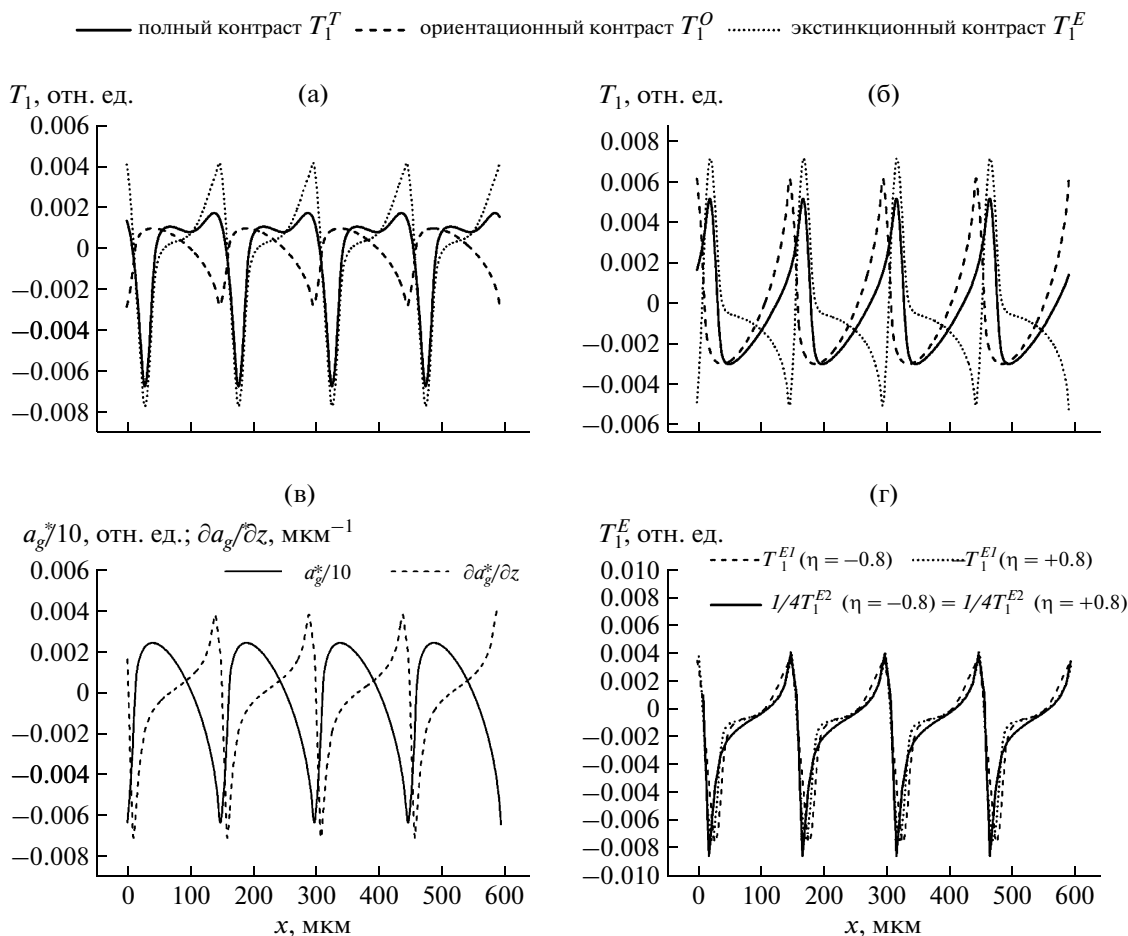 полный контраст T₁ᵀ ориентационный контраст T₁ᴼ экстинкционный контраст T₁ᴱ
T₁, отн. ед. (а)
0.006
0.004
0.002
0
−0.002
−0.004
−0.006
−0.008
T₁, отн. ед. (б)
0.008
0.006
0.004
0.002
0
−0.002
−0.004
−0.006
(в)
a_g*/10, отн. ед.; ∂a_g/*∂z, мкм⁻¹
a_g*/10 ∂a_g*/∂z
0.006
0.004
0.002
0
−0.002
−0.004
−0.006
−0.008
0 100 200 300 400 500 600
x, мкм
(г)
T₁ᴱ, отн. ед.
T₁ᴱ¹ (η = −0.8) T₁ᴱ¹ (η = +0.8)
1/4T₁ᴱ² (η = −0.8) = 1/4T₁ᴱ² (η = +0.8)
0.010
0.008
0.006
0.004
0.002
0
−0.002
−0.004
−0.006
−0.008
−0.010
0 100 200 300 400 500 600
x, мкм